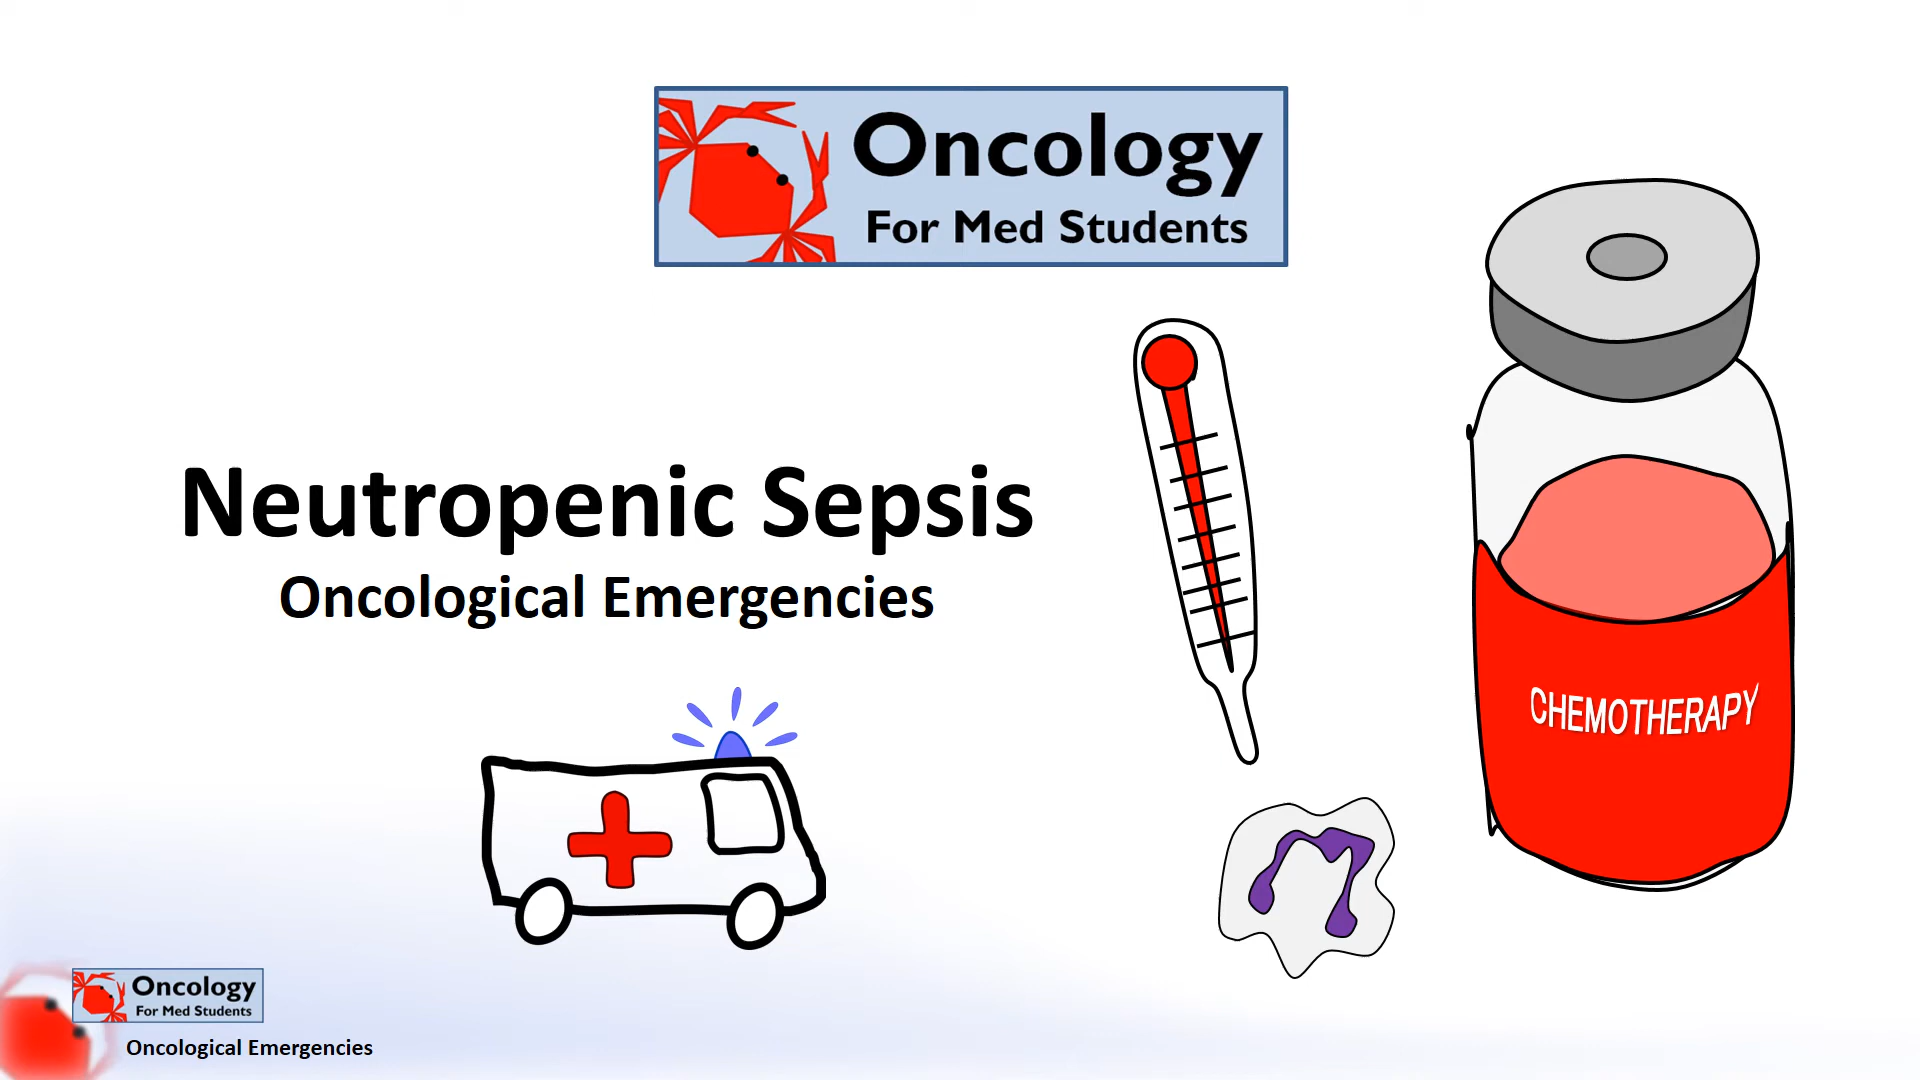 Oncology
For Med Students
Neutropenic Sepsis
Oncological Emergencies
CHEMOTHERAPY
Oncology
For Med Students
Oncological Emergencies